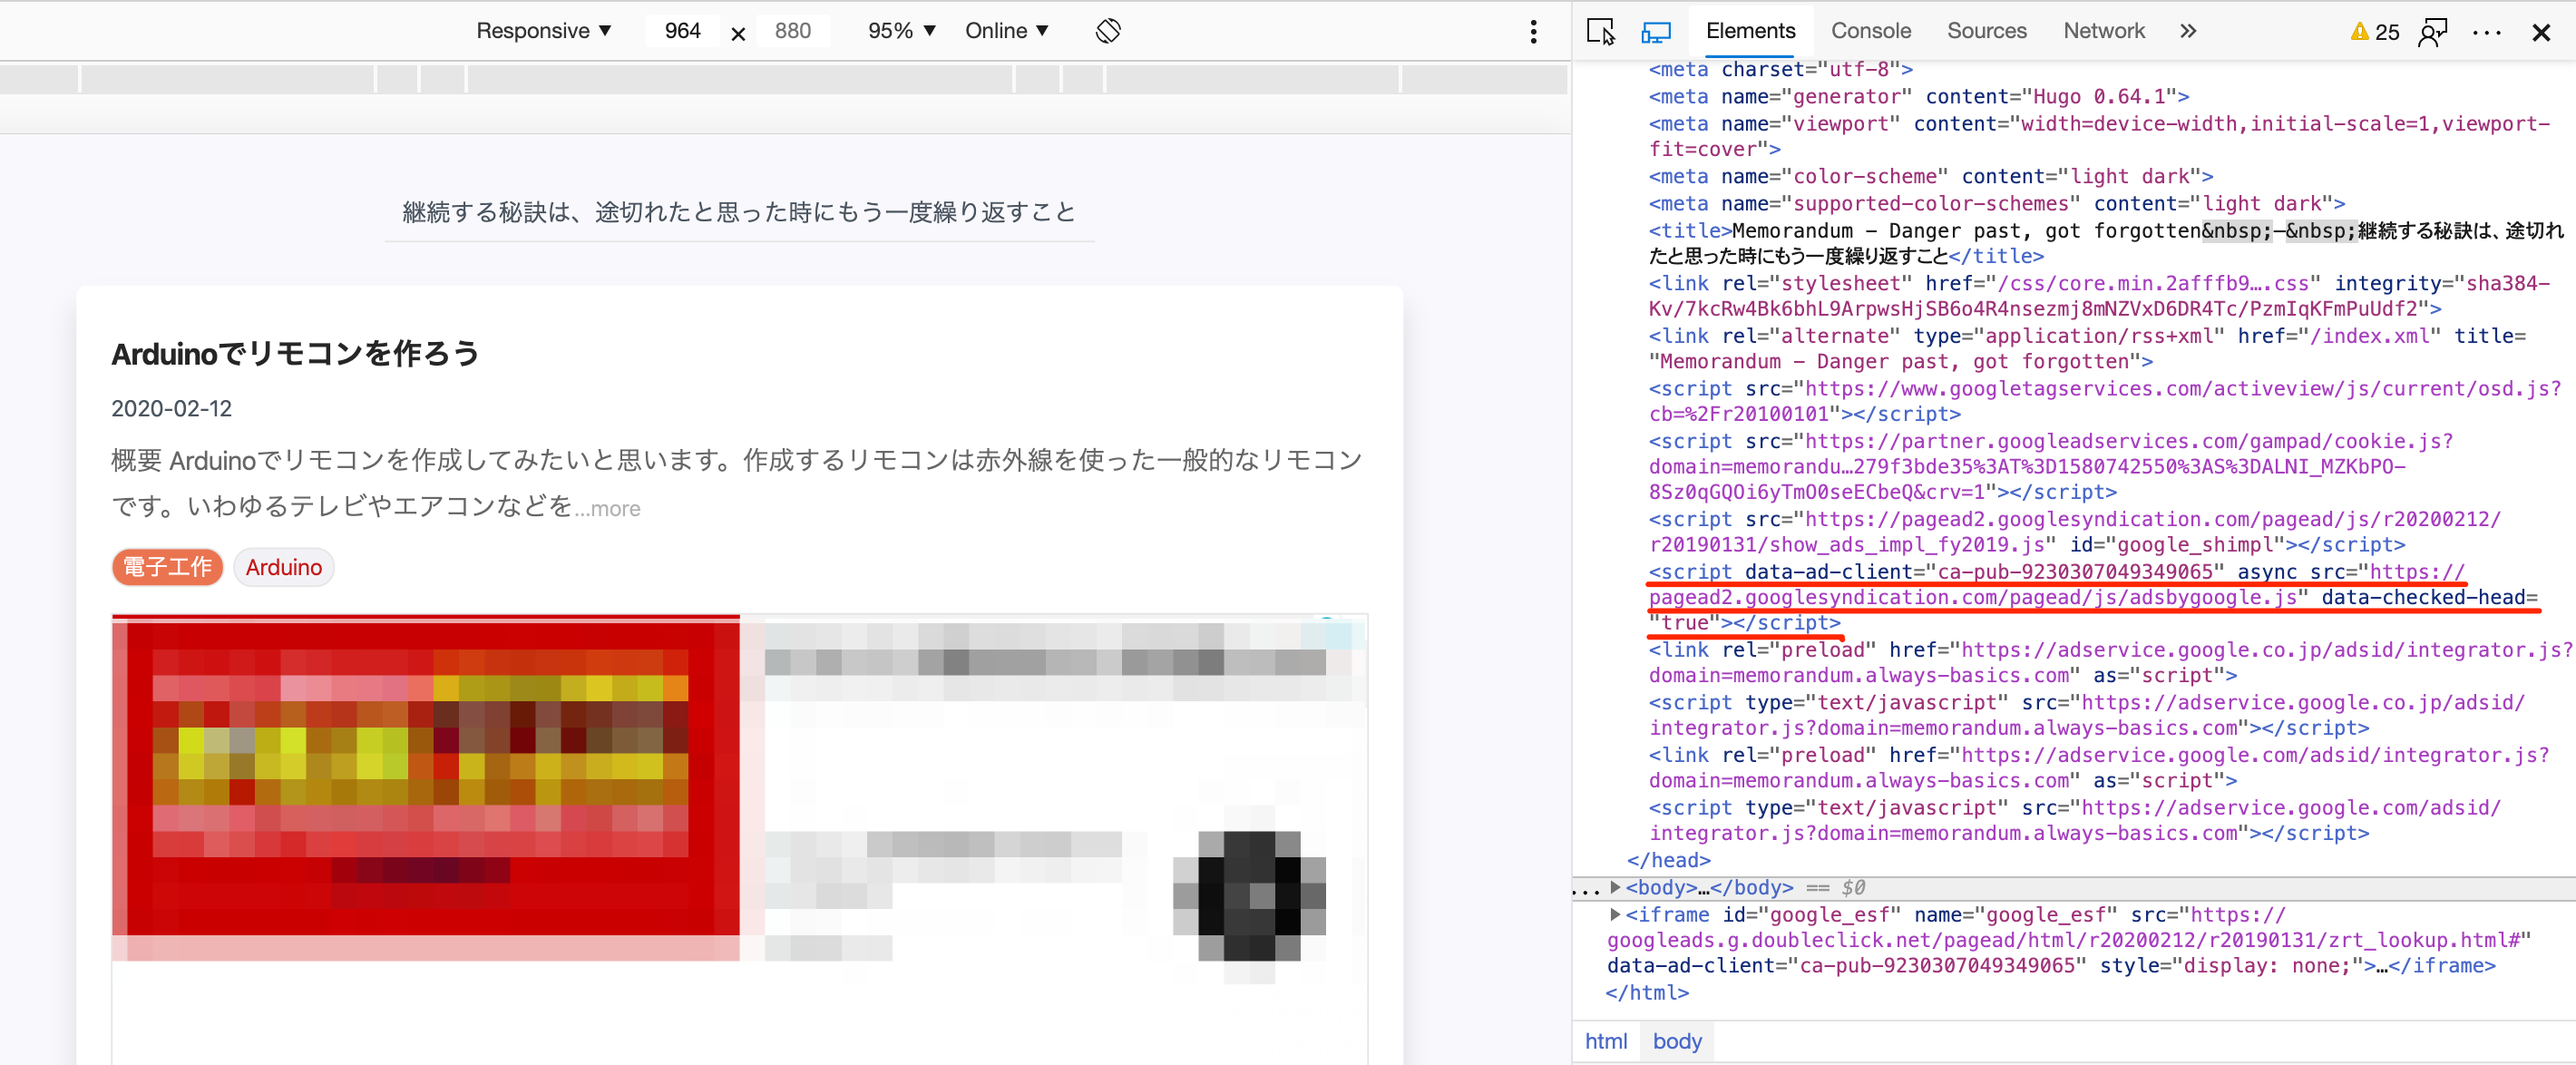 Responsive ▼ 964 × 880 95% ▼ Online ▼
継続する秘訣は、途切れたと思った時にもう一度繰り返すこと
Arduinoでリモコンを作ろう
2020-02-12
概要 Arduinoでリモコンを作成してみたいと思います。作成するリモコンは赤外線を使った一般的なリモコン
です。いわゆるテレビやエアコンなどを...more
電子工作 Arduino
Elements Console Sources Network » 25
<meta charset="utf-8">
<meta name="generator" content="Hugo 0.64.1">
<meta name="viewport" content="width=device-width,initial-scale=1,viewport-
fit=cover">
<meta name="color-scheme" content="light dark">
<meta name="supported-color-schemes" content="light dark">
<title>Memorandum – Danger past, got forgotten&nbsp;–&nbsp;継続する秘訣は、途切れ
たと思った時にもう一度繰り返すこと</title>
<link rel="stylesheet" href="/css/core.min.2afffb9….css" integrity="sha384-
Kv/7kcRw4Bk6bhL9ArpwsHjSB6o4R4nsezmj8mNZVxD6DR4Tc/PzmIqKFmPuUdf2">
<link rel="alternate" type="application/rss+xml" href="/index.xml" title=
"Memorandum – Danger past, got forgotten">
<script src="https://www.googletagservices.com/activeview/js/current/osd.js?
cb=%2Fr20100101"></script>
<script src="https://partner.googleadservices.com/gampad/cookie.js?
domain=memorandu…279f3bde35%3AT%3D1580742550%3AS%3DALNI_MZKbPO-
8Sz0qGQOi6yTmO0seECbeQ&crv=1"></script>
<script src="https://pagead2.googlesyndication.com/pagead/js/r20200212/
r20190131/show_ads_impl_fy2019.js" id="google_shimpl"></script>
<script data-ad-client="ca-pub-9230307049349065" async src="https://
pagead2.googlesyndication.com/pagead/js/adsbygoogle.js" data-checked-head=
"true"></script>
<link rel="preload" href="https://adservice.google.co.jp/adsid/integrator.js?
domain=memorandum.always-basics.com" as="script">
<script type="text/javascript" src="https://adservice.google.co.jp/adsid/
integrator.js?domain=memorandum.always-basics.com"></script>
<link rel="preload" href="https://adservice.google.com/adsid/integrator.js?
domain=memorandum.always-basics.com" as="script">
<script type="text/javascript" src="https://adservice.google.com/adsid/
integrator.js?domain=memorandum.always-basics.com"></script>
</head>
... ▶<body>…</body> == $0
▶<iframe id="google_esf" name="google_esf" src="https://
googleads.g.doubleclick.net/pagead/html/r20200212/r20190131/zrt_lookup.html#"
data-ad-client="ca-pub-9230307049349065" style="display: none;">…</iframe>
</html>
html body